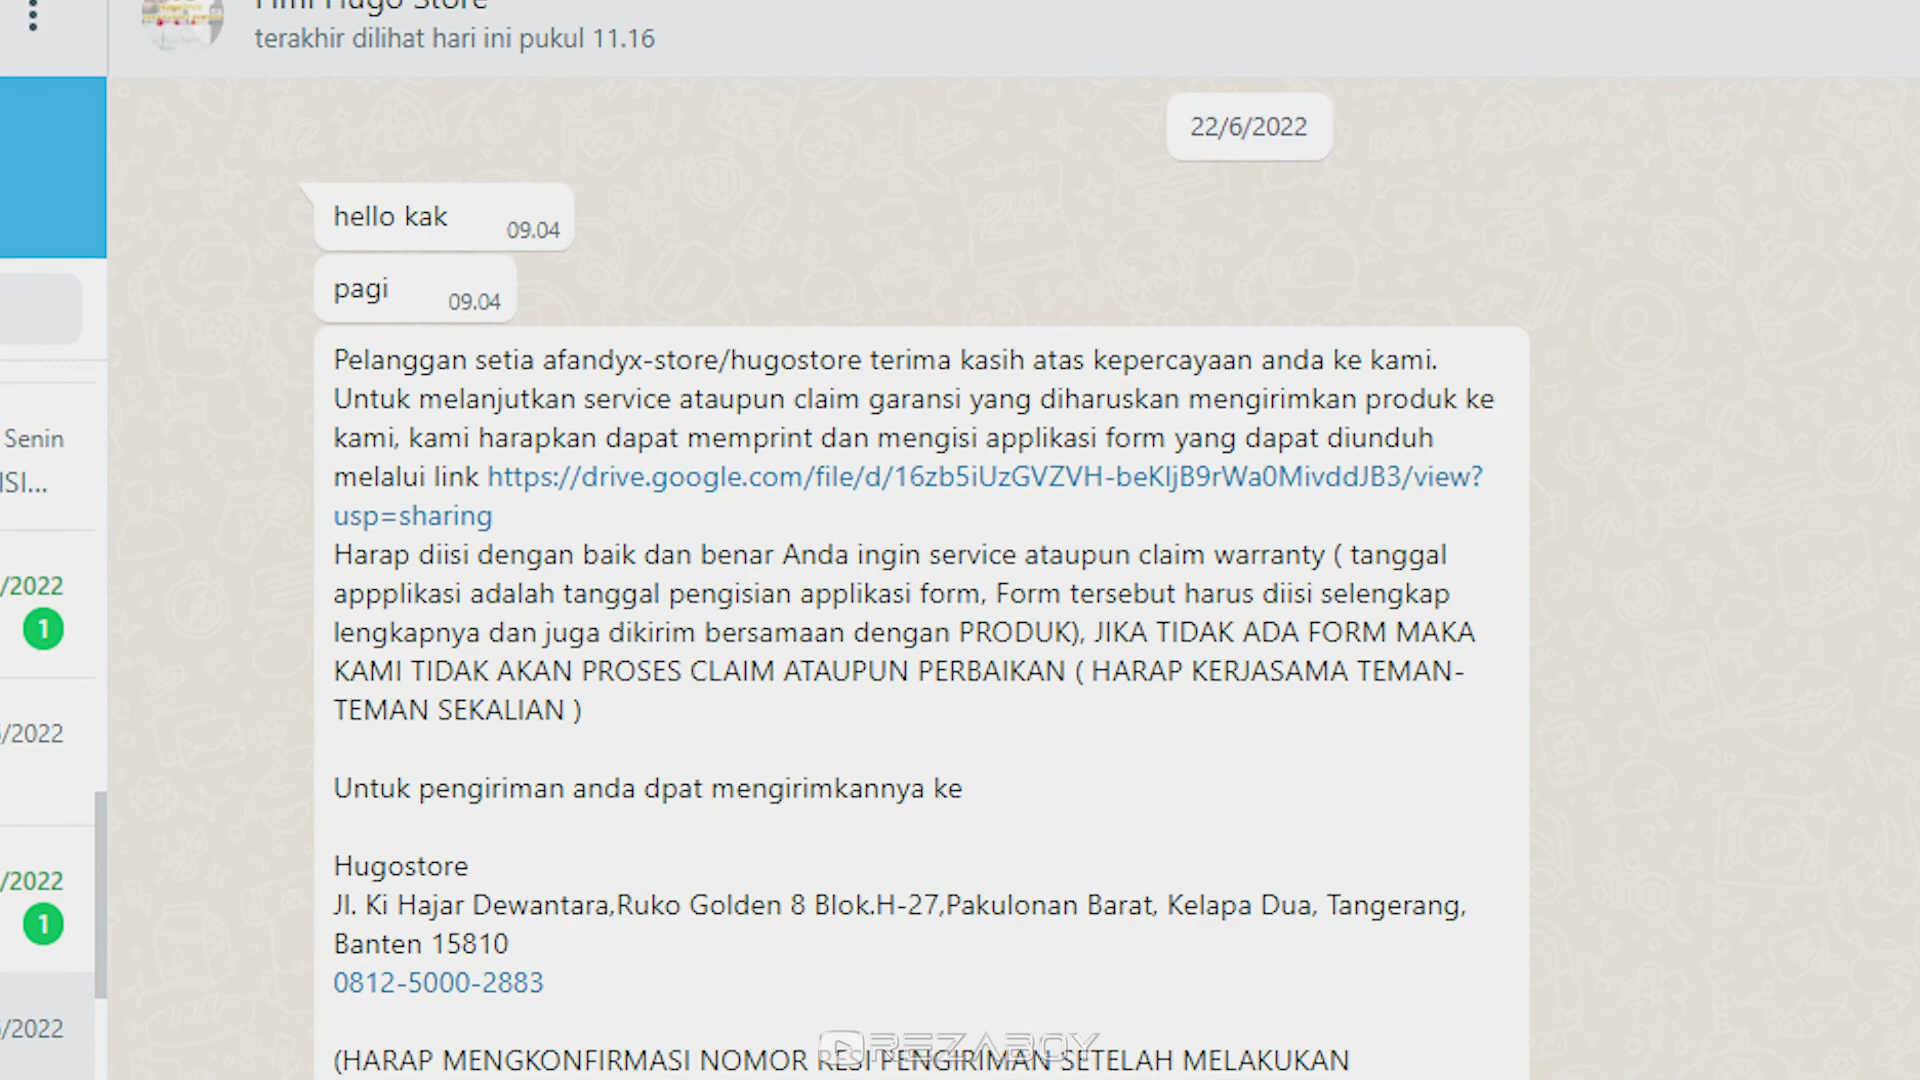 Hugo Store
terakhir dilihat hari ini pukul 11.16
22/6/2022
hello kak
09.04
pagi
09.04
Pelanggan setia afandyx-store/hugostore terima kasih atas kepercayaan anda ke kami.
Untuk melanjutkan service ataupun claim garansi yang diharuskan mengirimkan produk ke
kami, kami harapkan dapat memprint dan mengisi applikasi form yang dapat diunduh
melalui link https://drive.google.com/file/d/16zb5iUzGVZVH-beKljB9rWa0MivddJB3/view?
usp=sharing
Harap diisi dengan baik dan benar Anda ingin service ataupun claim warranty ( tanggal
appplikasi adalah tanggal pengisian applikasi form, Form tersebut harus diisi selengkap
lengkapnya dan juga dikirim bersamaan dengan PRODUK), JIKA TIDAK ADA FORM MAKA
KAMI TIDAK AKAN PROSES CLAIM ATAUPUN PERBAIKAN ( HARAP KERJASAMA TEMAN-
TEMAN SEKALIAN )
Untuk pengiriman anda dpat mengirimkannya ke
Hugostore
Jl. Ki Hajar Dewantara,Ruko Golden 8 Blok.H-27,Pakulonan Barat, Kelapa Dua, Tangerang,
Banten 15810
0812-5000-2883
(HARAP MENGKONFIRMASI NOMOR RESI PENGIRIMAN SETELAH MELAKUKAN
REZABOY
Senin
ISI...
/2022
1
/2022
/2022
1
/2022